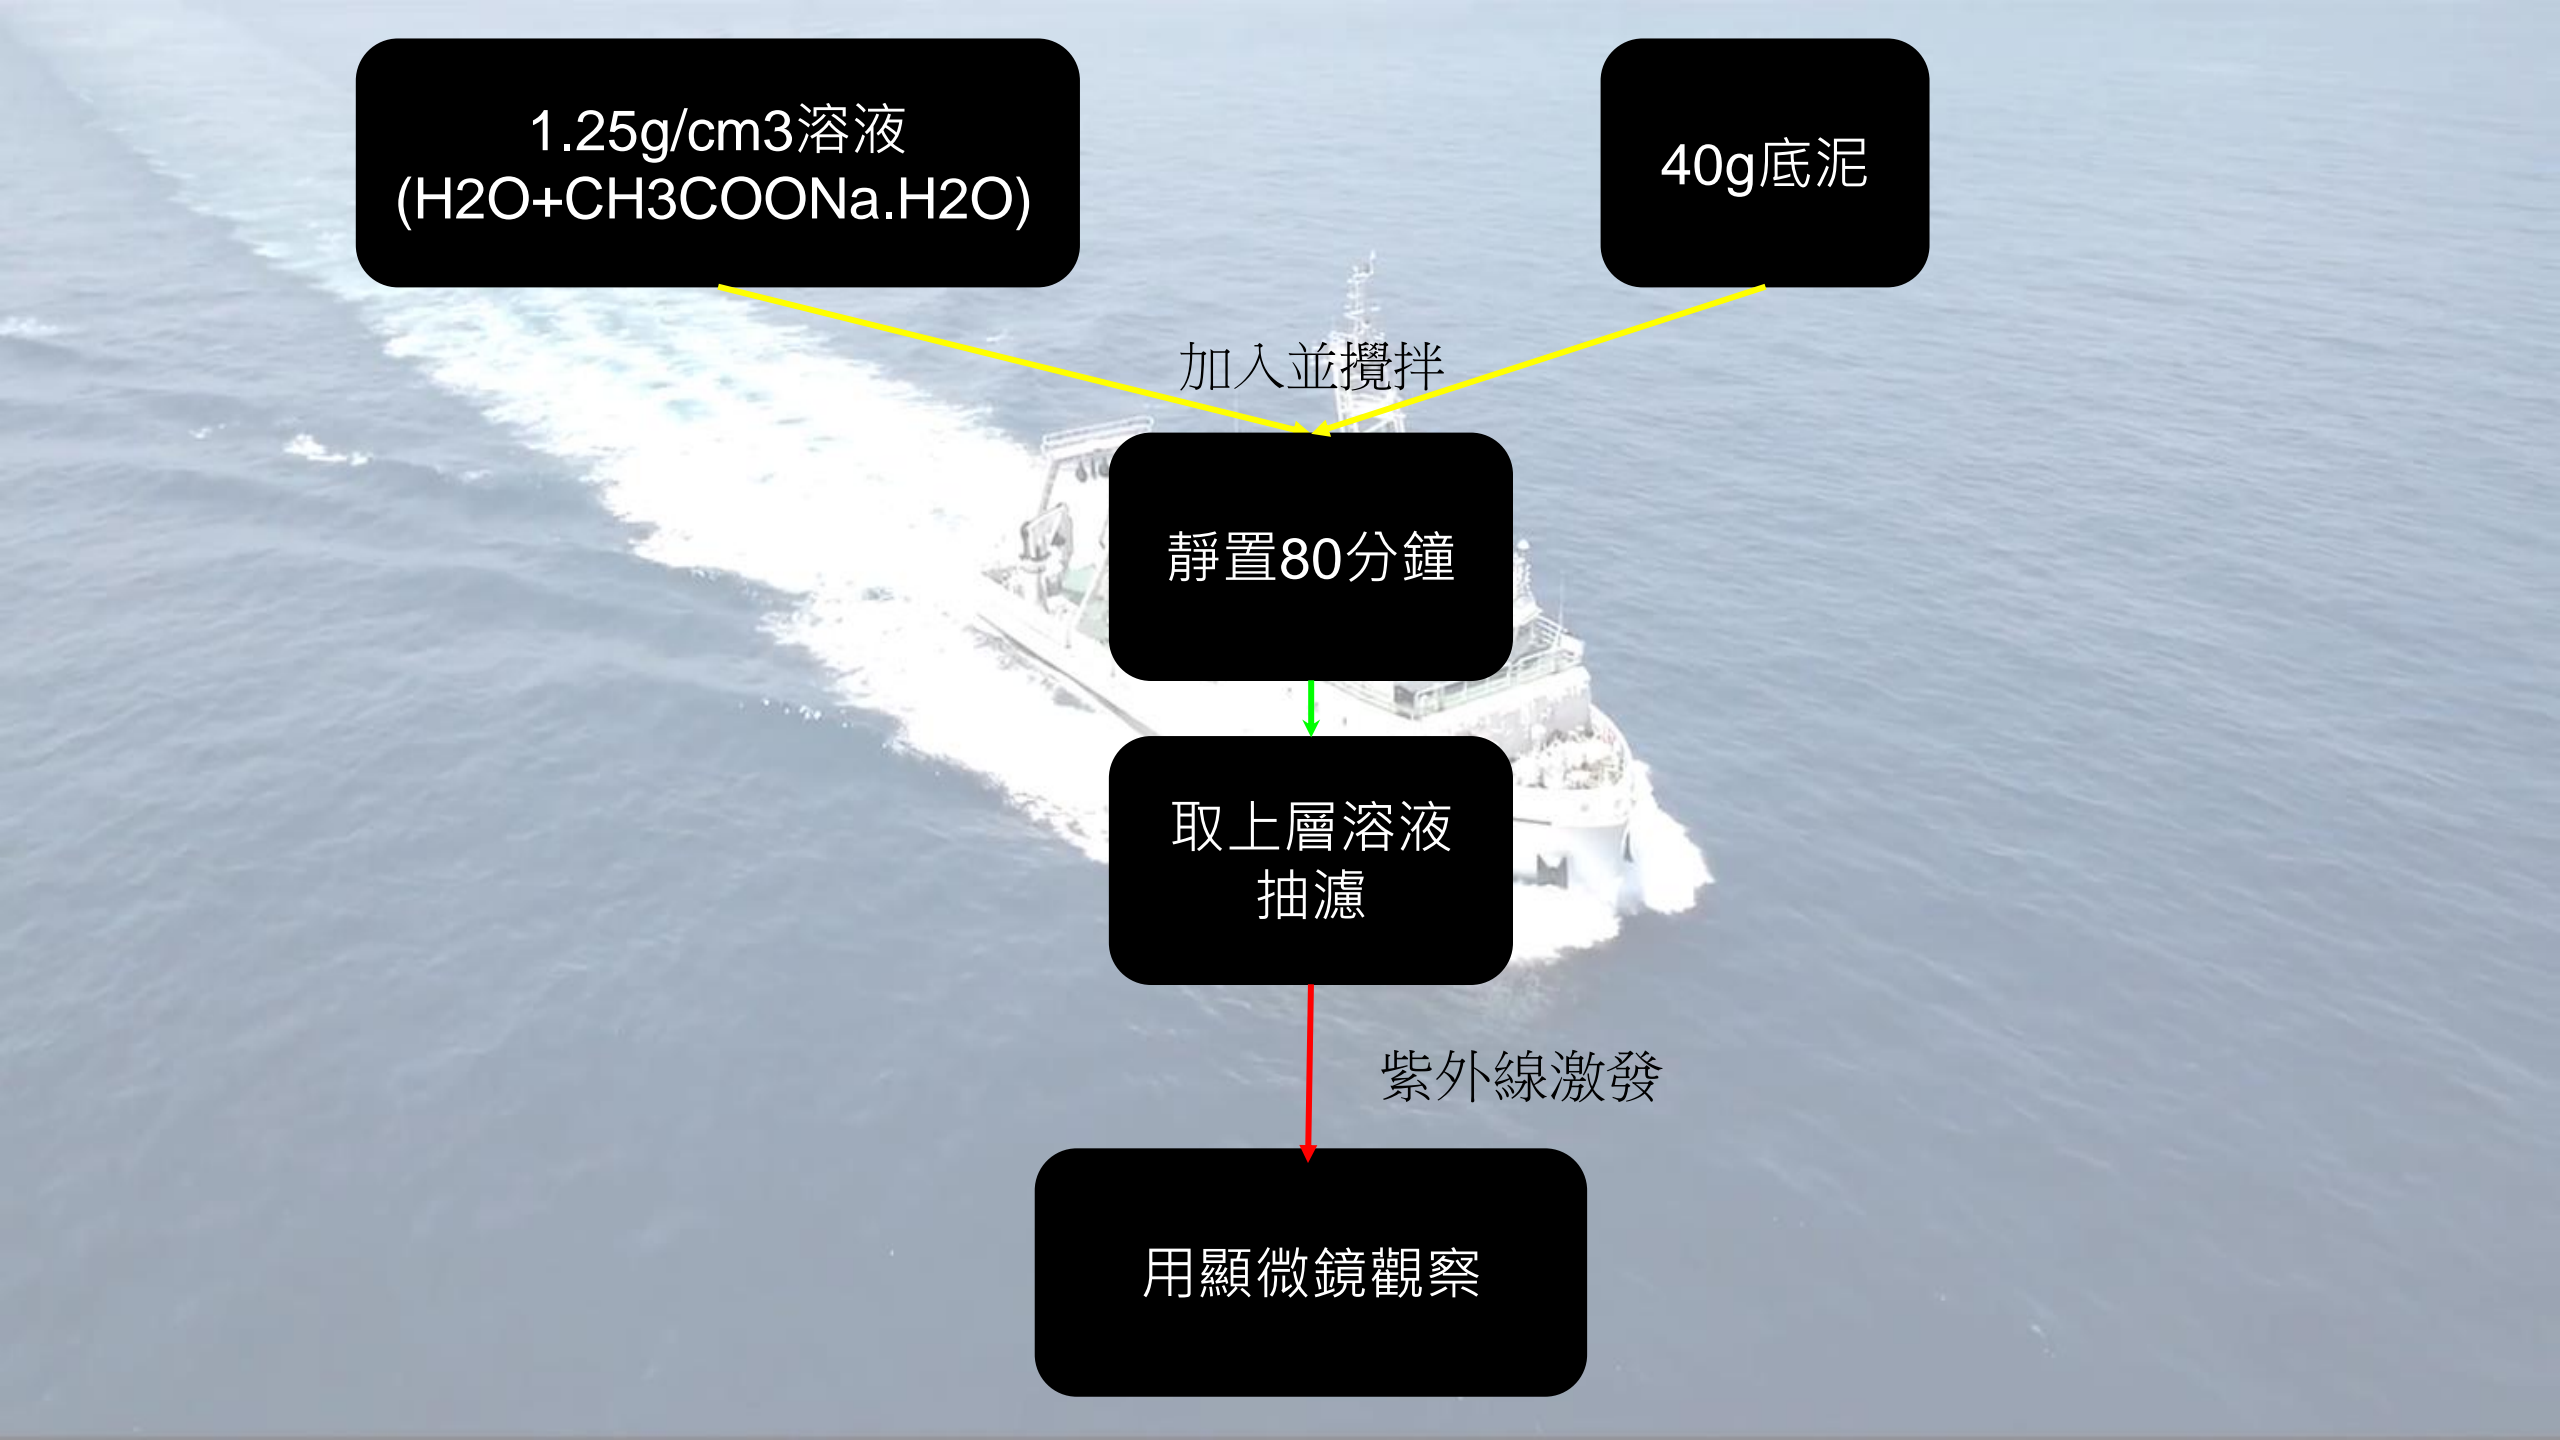 1.25g/cm3溶液
(H2O+CH3COONa.H2O)
40g底泥
加入並攪拌
靜置80分鐘
取上層溶液
抽濾
紫外線激發
用顯微鏡觀察